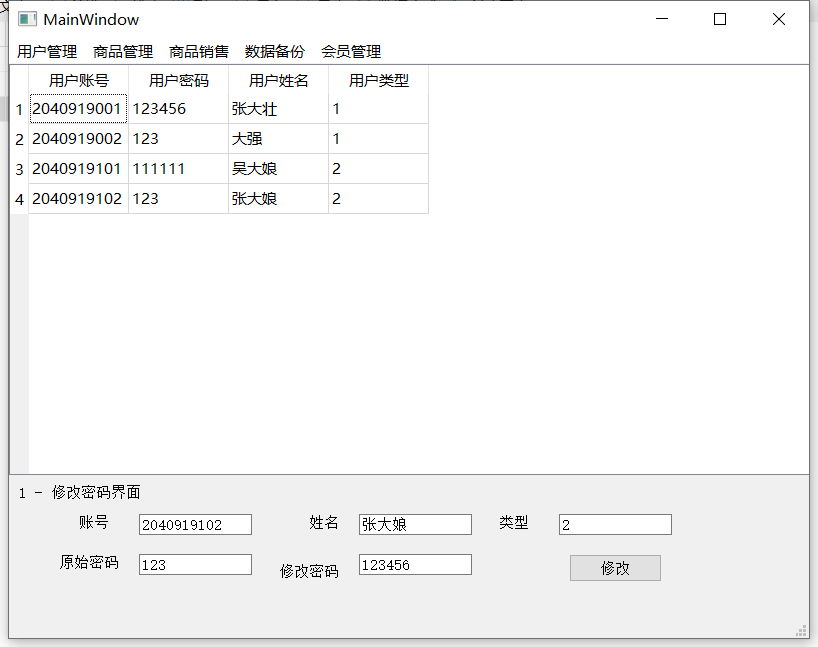 MainWindow
用户管理 商品管理 商品销售 数据备份 会员管理
用户账号 用户密码 用户姓名 用户类型
1 2040919001 123456 张大壮 1
2 2040919002 123 大强 1
3 2040919101 111111 吴大娘 2
4 2040919102 123 张大娘 2
1 - 修改密码界面
账号 2040919102 姓名 张大娘 类型 2
原始密码 123 修改密码 123456 修改